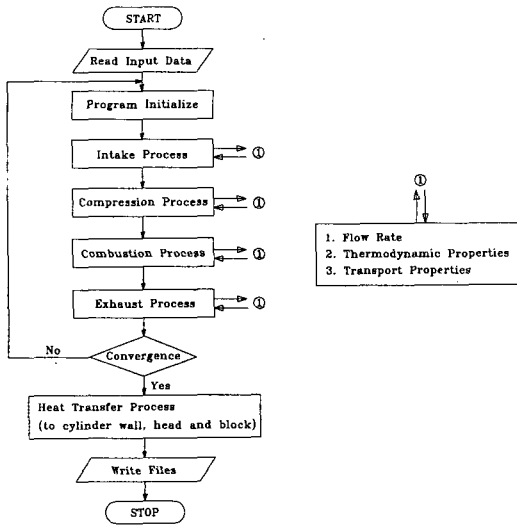 START
Read Input Data
Program Initialize
Intake Process
①
Compression Process
①
Combustion Process
①
Exhaust Process
①
No
Convergence
Yes
Heat Transfer Process
(to cylinder wall, head and block)
Write Files
STOP
①
1. Flow Rate
2. Thermodynamic Properties
3. Transport Properties